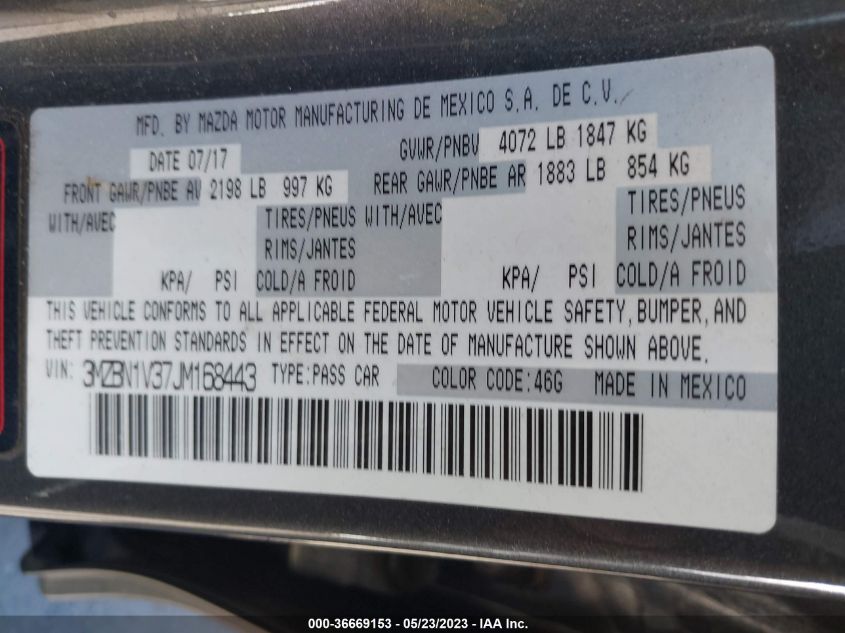 MFD. BY MAZDA MOTOR MANUFACTURING DE MEXICO S.A. DE C.V.
DATE 07/17 GVWR/PNBV 4072 LB 1847 KG
FRONT GAWR/PNBE AV 2198 LB 997 KG REAR GAWR/PNBE AR 1883 LB 854 KG
WITH/AVEC TIRES/PNEUS WITH/AVEC TIRES/PNEUS
RIMS/JANTES RIMS/JANTES
KPA/ PSI COLD/A FROID KPA/ PSI COLD/A FROID
THIS VEHICLE CONFORMS TO ALL APPLICABLE FEDERAL MOTOR VEHICLE SAFETY, BUMPER, AND
THEFT PREVENTION STANDARDS IN EFFECT ON THE DATE OF MANUFACTURE SHOWN ABOVE.
VIN: 3MZBN1V37JM168443 TYPE:PASS CAR COLOR CODE:46G MADE IN MEXICO
000-36669153 - 05/23/2023 - IAA Inc.